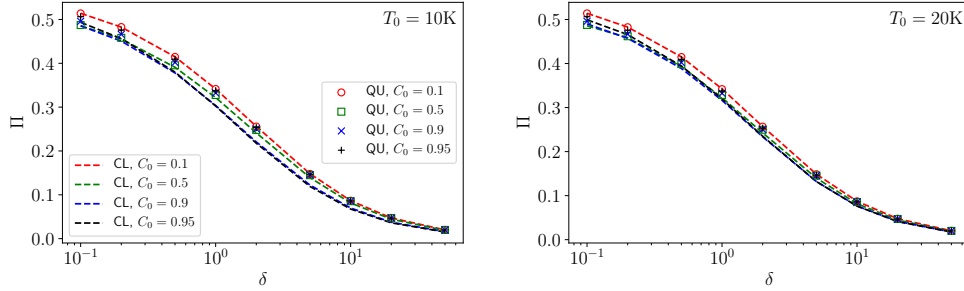 T₀ = 10K
0.5
0.4
0.3
0.2
0.1
0.0
Π
QU, C₀ = 0.1
QU, C₀ = 0.5
QU, C₀ = 0.9
QU, C₀ = 0.95
CL, C₀ = 0.1
CL, C₀ = 0.5
CL, C₀ = 0.9
CL, C₀ = 0.95
10⁻¹ 10⁰ 10¹
δ
T₀ = 20K
0.5
0.4
0.3
0.2
0.1
0.0
Π
10⁻¹ 10⁰ 10¹
δ